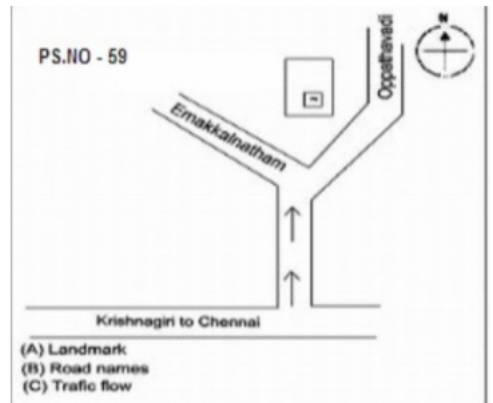 N
PS.NO - 59
Oppathavadi
Emakkalnatham
Krishnagiri to Chennai
(A) Landmark
(B) Road names
(C) Trafic flow